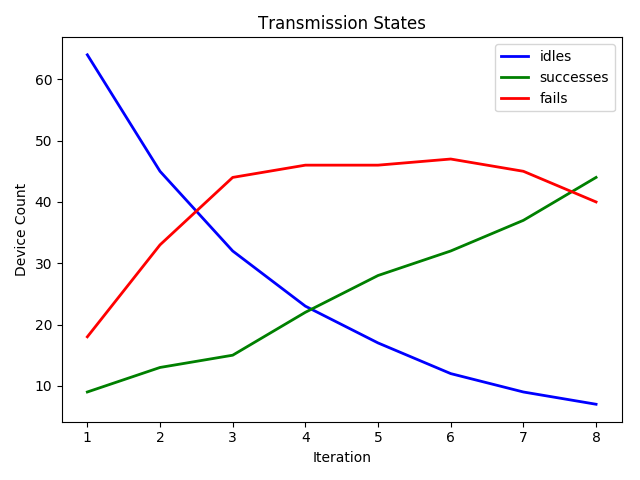 Transmission States
idles
successes
fails
60
50
40
30
20
10
Device Count
1 2 3 4 5 6 7 8
Iteration